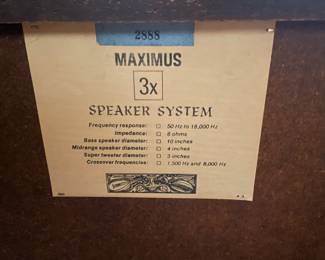 2888
MAXIMUS
3x
SPEAKER SYSTEM
Frequency response: □ 50 Hz to 18,000 Hz
Impedance: □ 8 ohms
Bass speaker diameter: □ 10 inches
Midrange speaker diameter: □ 4 inches
Super tweeter diameter: □ 3 inches
Crossover frequencies: □ 1,500 Hz and 8,000 Hz